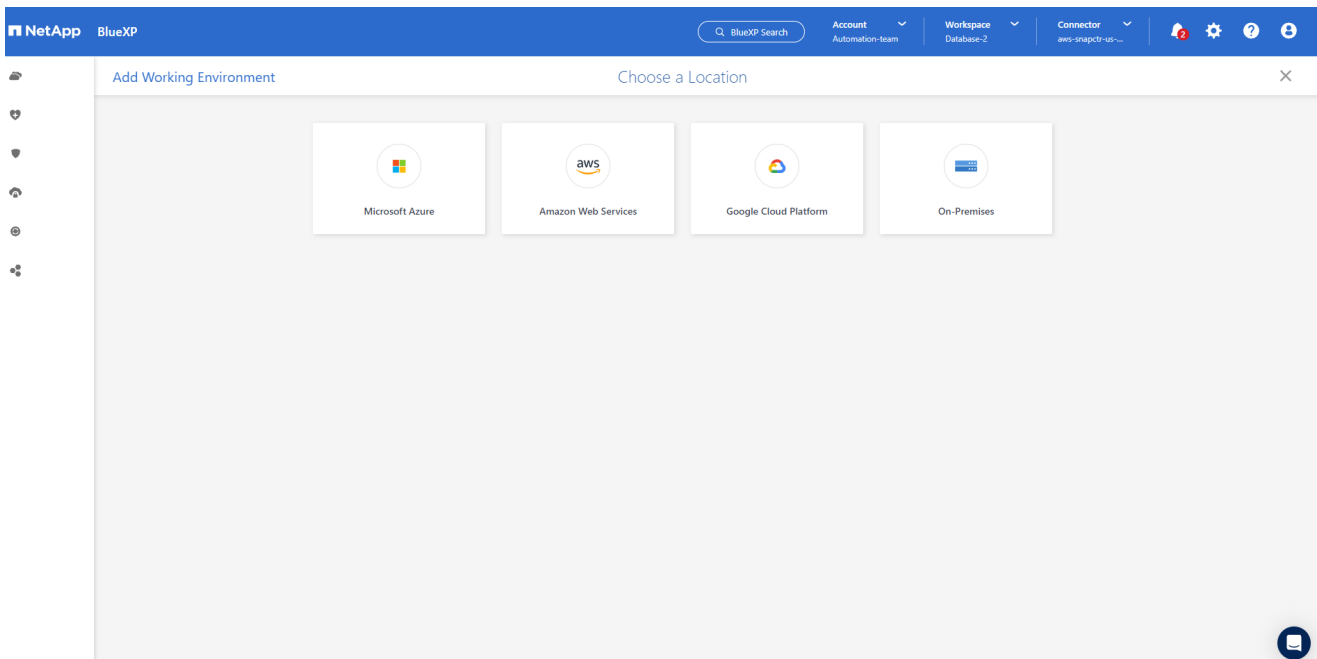 NetApp BlueXP
BlueXP Search
Account
Automation-team
Workspace
Database-2
Connector
aws-snapctr-us-...
2
Add Working Environment
Choose a Location
aws
Microsoft Azure
Amazon Web Services
Google Cloud Platform
On-Premises